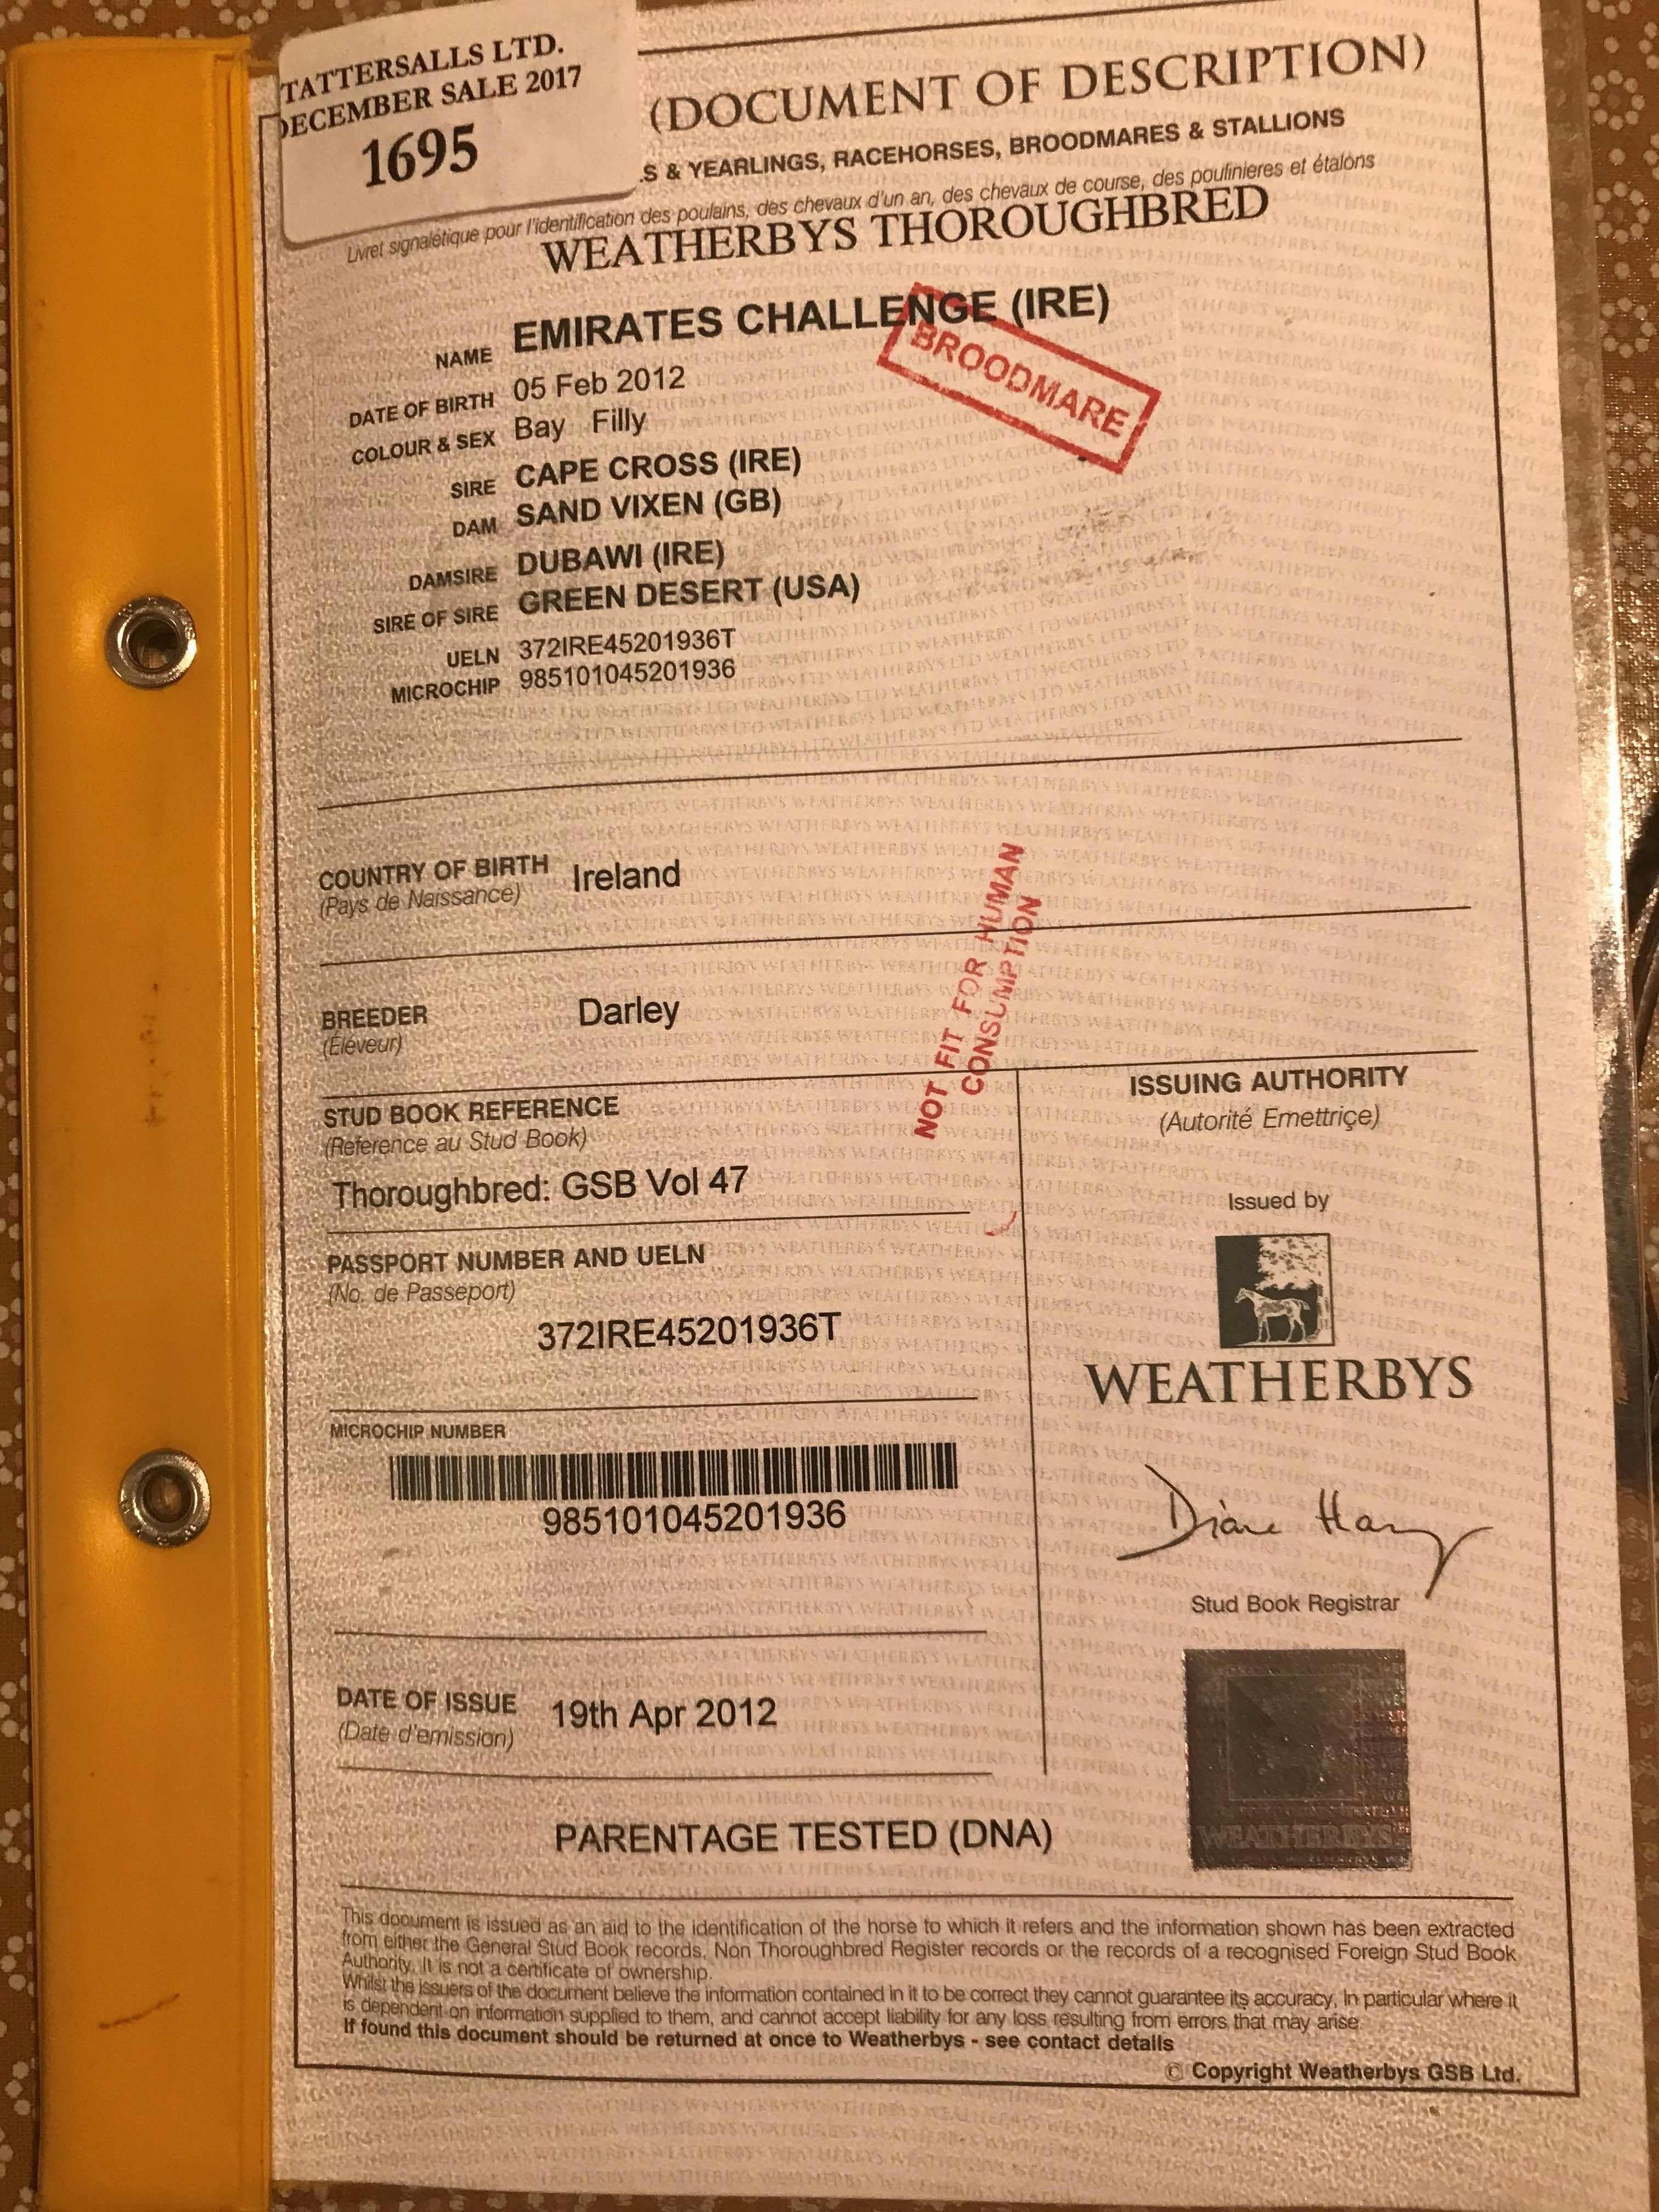 TATTERSALLS LTD.
DECEMBER SALE 2017
1695
(DOCUMENT OF DESCRIPTION)
S & YEARLINGS, RACEHORSES, BROODMARES & STALLIONS
Livret signalétique pour l'identification des poulains, des chevaux d'un an, des chevaux de course, des poulinieres et étalons
WEATHERBYS THOROUGHBRED
NAME EMIRATES CHALLENGE (IRE)
BROODMARE
DATE OF BIRTH 05 Feb 2012
COLOUR & SEX Bay Filly
SIRE CAPE CROSS (IRE)
DAM SAND VIXEN (GB)
DAMSIRE DUBAWI (IRE)
SIRE OF SIRE GREEN DESERT (USA)
UELN 372IRE45201936T
MICROCHIP 985101045201936
COUNTRY OF BIRTH Ireland
(Pays de Naissance)
NOT FIT FOR HUMAN
CONSUMPTION
BREEDER Darley
(Eléveur)
STUD BOOK REFERENCE
(Reference au Stud Book)
Thoroughbred: GSB Vol 47
PASSPORT NUMBER AND UELN
(No. de Passeport)
372IRE45201936T
MICROCHIP NUMBER
985101045201936
DATE OF ISSUE 19th Apr 2012
(Date d'emission)
ISSUING AUTHORITY
(Autorité Emettriçe)
Issued by
WEATHERBYS
Diane Harvey
Stud Book Registrar
WEATHERBYS
PARENTAGE TESTED (DNA)
This document is issued as an aid to the identification of the horse to which it refers and the information shown has been extracted
from either the General Stud Book records, Non Thoroughbred Register records or the records of a recognised Foreign Stud Book
Authority. It is not a certificate of ownership.
Whilst the issuers of the document believe the information contained in it to be correct they cannot guarantee its accuracy, in particular where it
is dependent on information supplied to them, and cannot accept liability for any loss resulting from errors that may arise.
If found this document should be returned at once to Weatherbys - see contact details
© Copyright Weatherbys GSB Ltd.